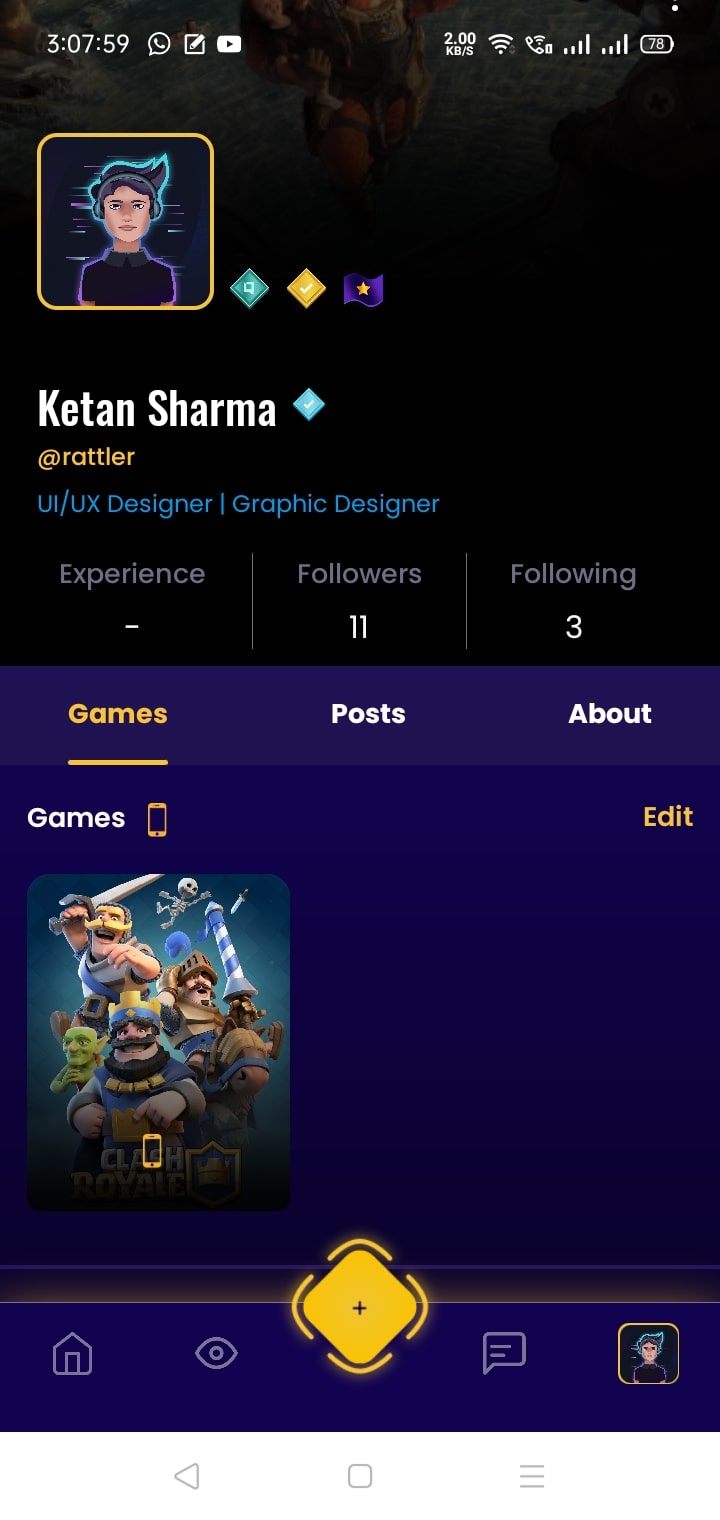 3:07:59
2.00
KB/S
78
Ketan Sharma
@rattler
UI/UX Designer | Graphic Designer
Experience Followers Following
- 11 3
Games Posts About
Games Edit
CLASH
ROYALE